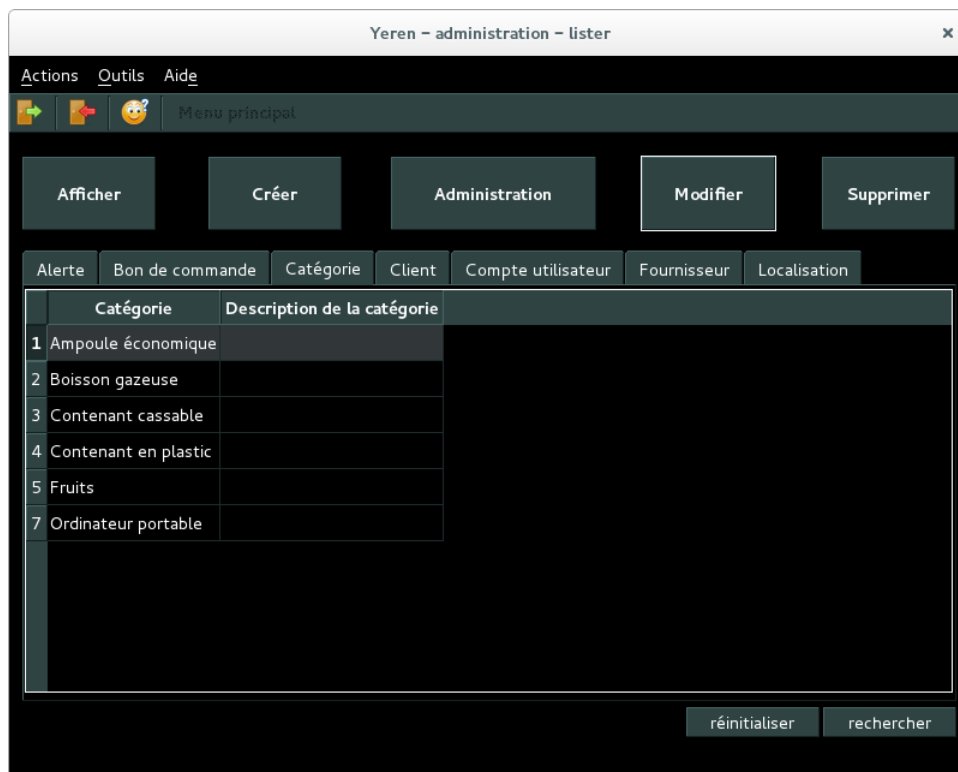 Yeren – administration – lister
Actions Outils Aide
Menu principal
Afficher Créer Administration Modifier Supprimer
Alerte Bon de commande Catégorie Client Compte utilisateur Fournisseur Localisation
Catégorie Description de la catégorie
1 Ampoule économique
2 Boisson gazeuse
3 Contenant cassable
4 Contenant en plastic
5 Fruits
7 Ordinateur portable
réinitialiser rechercher